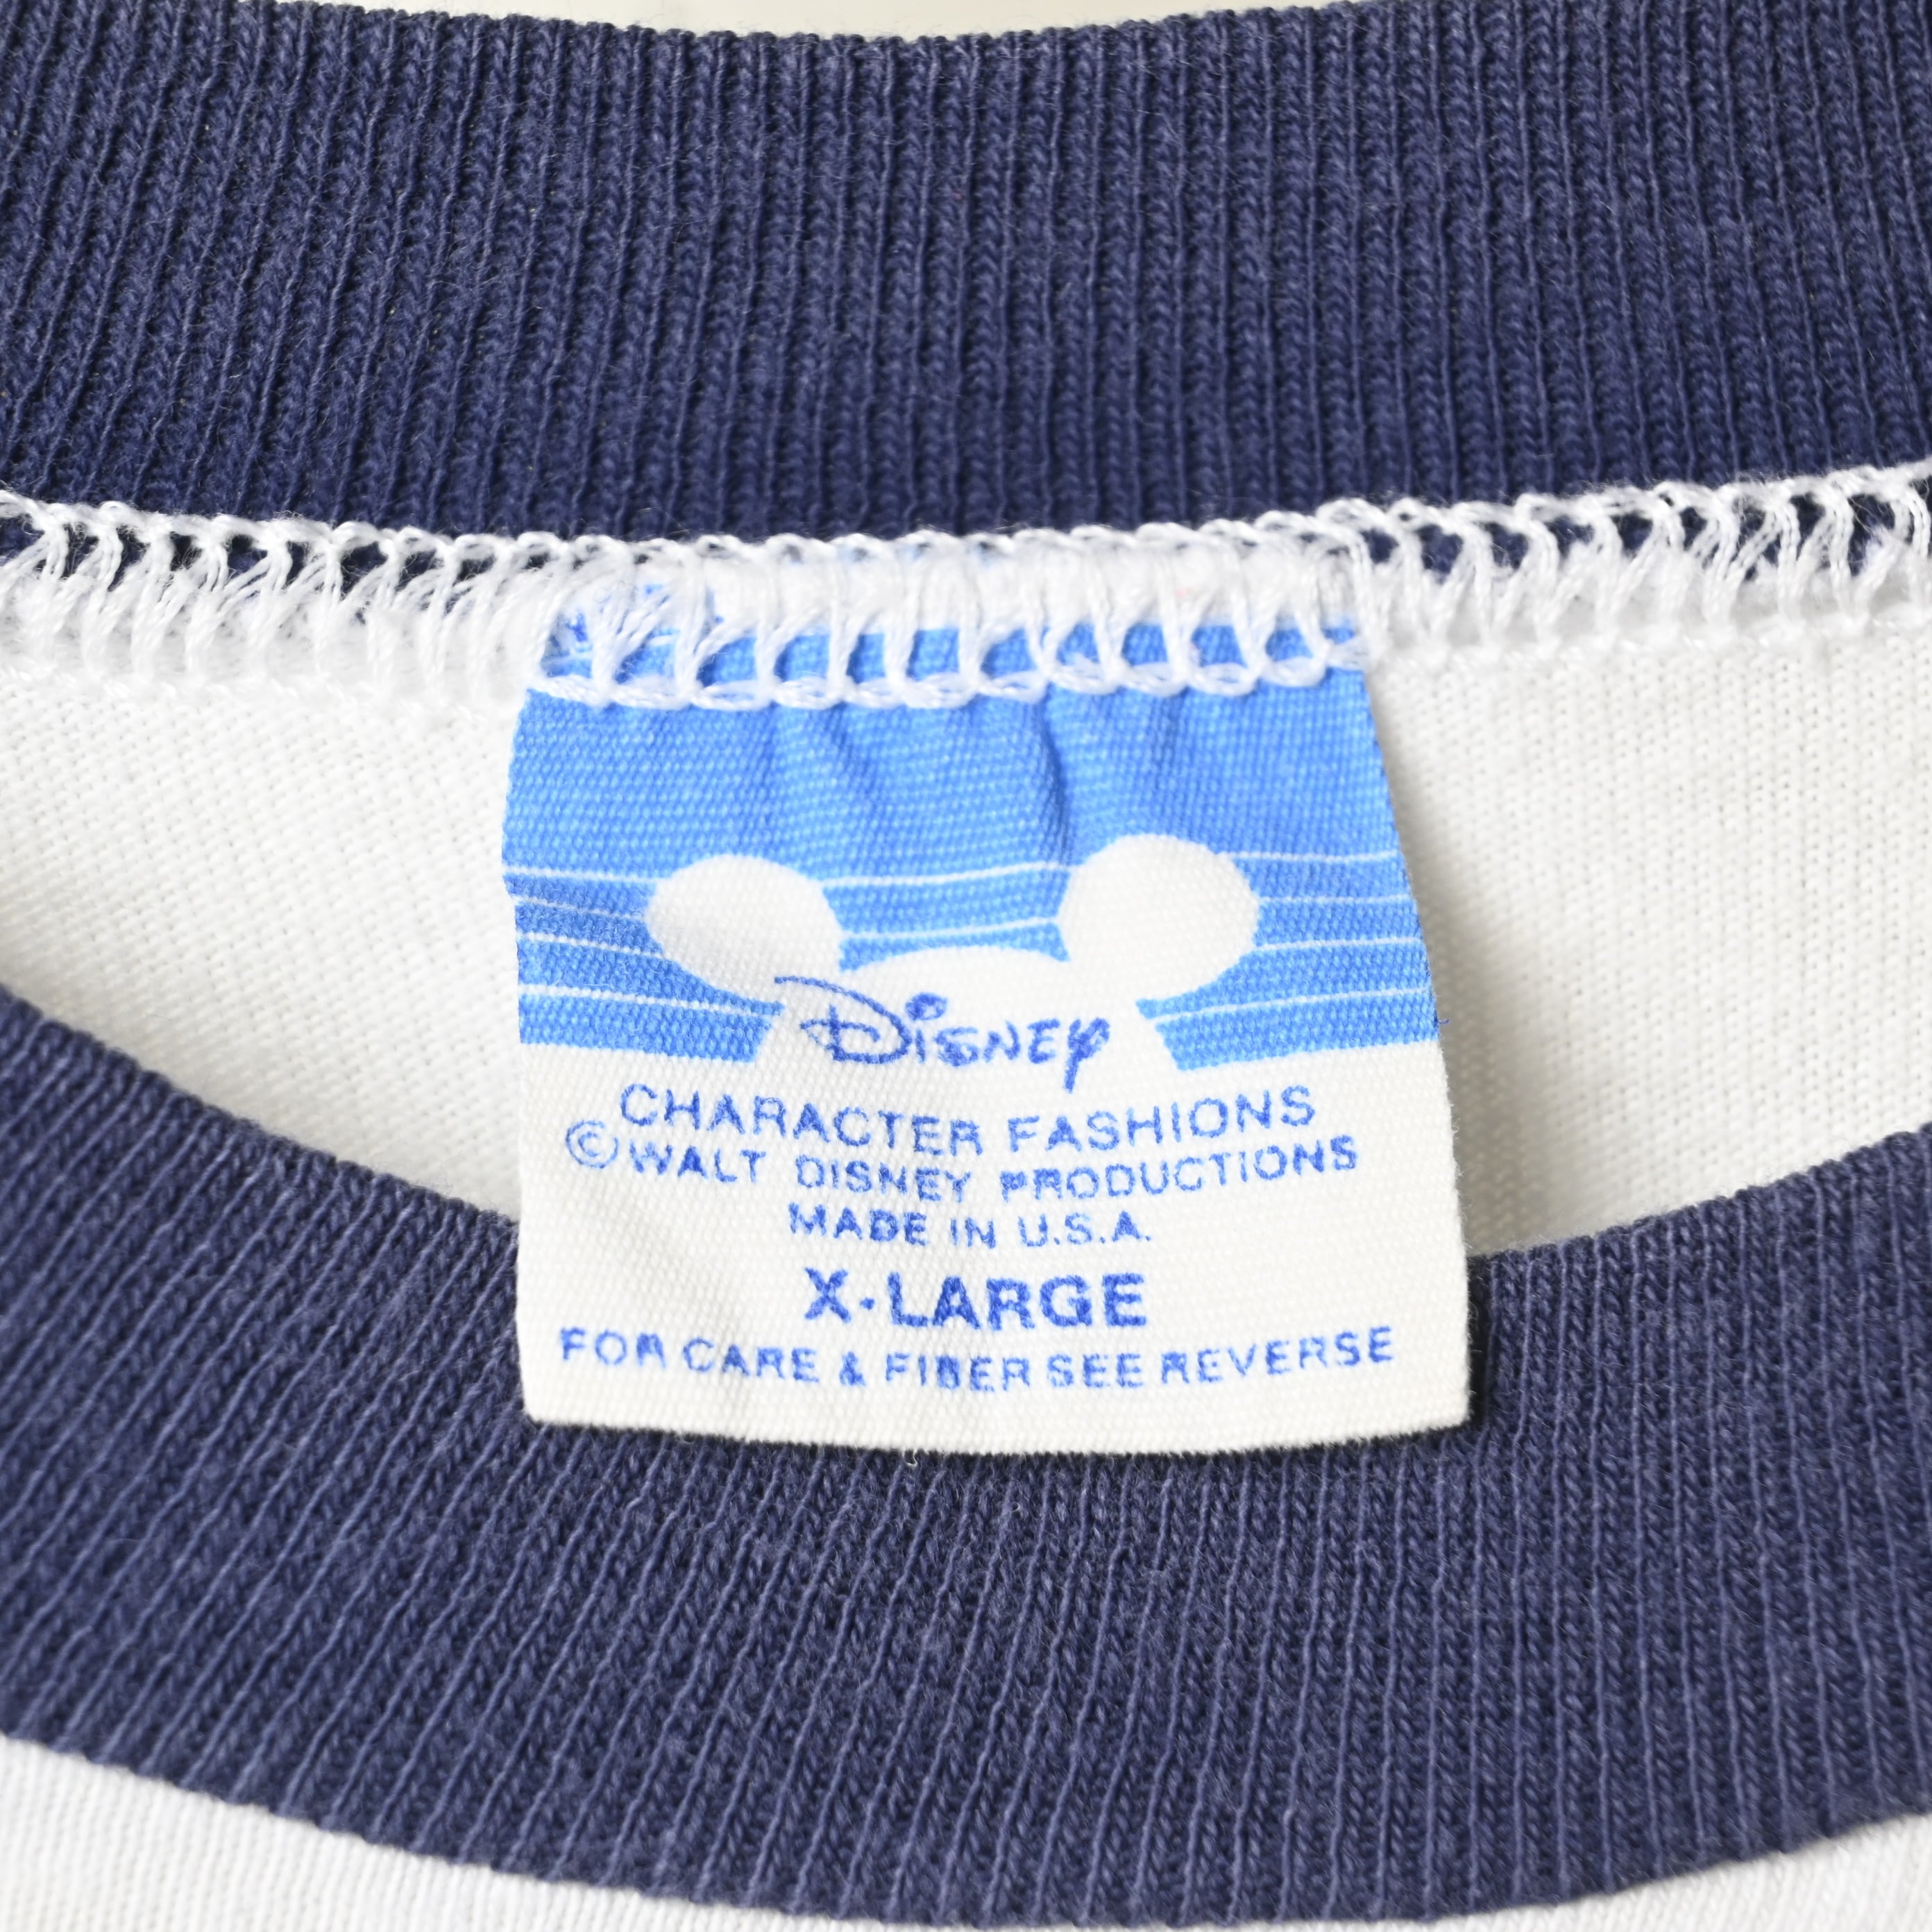 Disney
CHARACTER FASHIONS
©WALT DISNEY PRODUCTIONS
MADE IN U.S.A.
X-LARGE
FOR CARE & FIBER SEE REVERSE